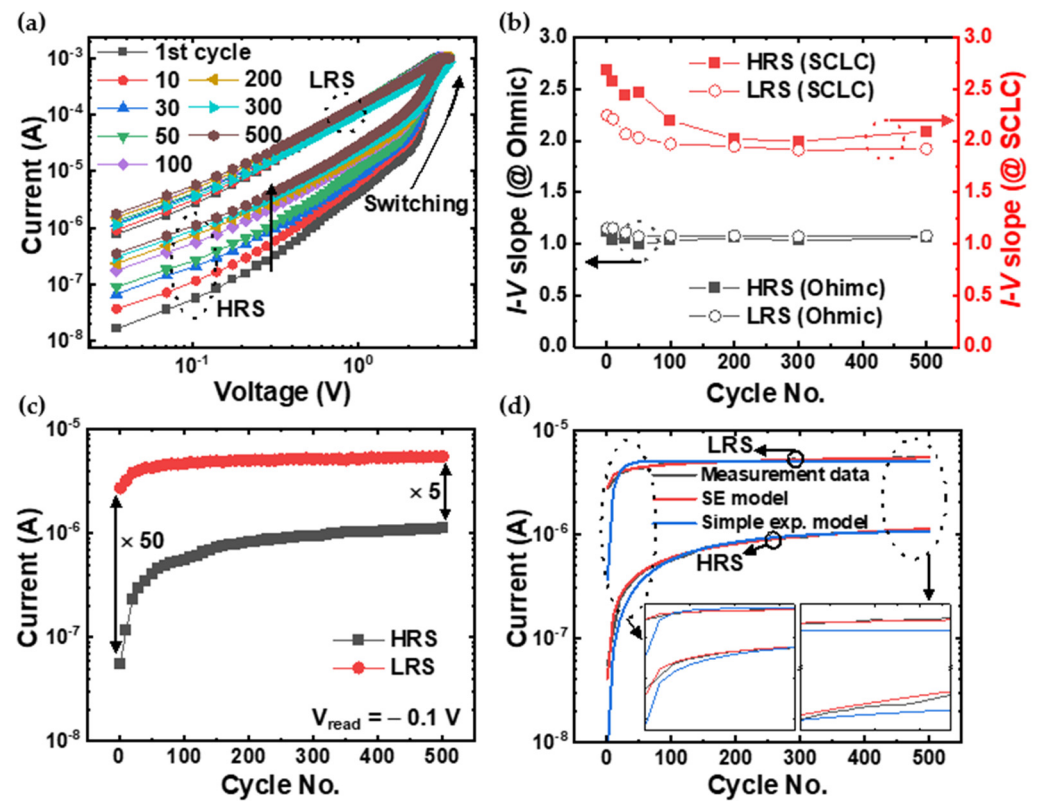 (a)
Current (A)
10⁻³
10⁻⁴
10⁻⁵
10⁻⁶
10⁻⁷
10⁻⁸
1st cycle
10
200
30
300
50
500
100
LRS
HRS
Switching
10⁻¹
10⁰
Voltage (V)
(b)
I-V slope (@ Ohmic)
3.0
2.5
2.0
1.5
1.0
0.5
0.0
HRS (SCLC)
LRS (SCLC)
HRS (Ohimc)
LRS (Ohmic)
3.0
2.5
2.0
1.5
1.0
0.5
0.0
I-V slope (@ SCLC)
0 100 200 300 400 500
Cycle No.
(c)
Current (A)
10⁻⁵
10⁻⁶
10⁻⁷
10⁻⁸
× 50
× 5
HRS
LRS
Vread = – 0.1 V
0 100 200 300 400 500
Cycle No.
(d)
Current (A)
10⁻⁵
10⁻⁶
10⁻⁷
10⁻⁸
LRS
Measurement data
SE model
Simple exp. model
HRS
0 100 200 300 400 500
Cycle No.